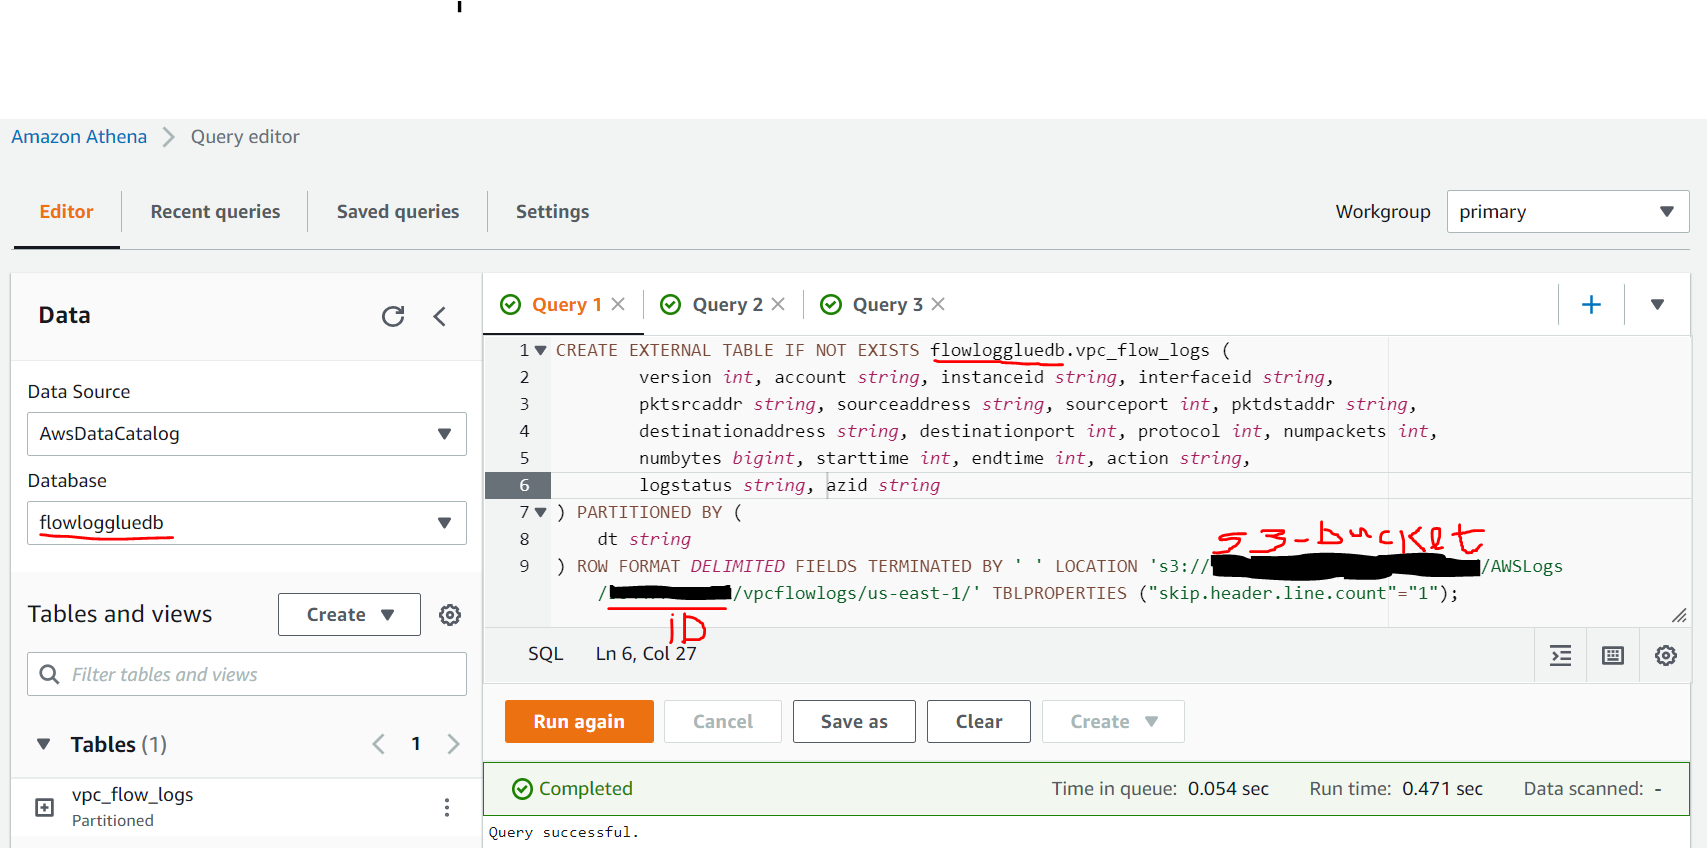 Amazon Athena > Query editor
Editor Recent queries Saved queries Settings Workgroup primary
Data
Data Source
AwsDataCatalog
Database
flowloggluedb
Tables and views Create
Filter tables and views
Tables (1) 1
vpc_flow_logs
Partitioned
Query 1 Query 2 Query 3
1 CREATE EXTERNAL TABLE IF NOT EXISTS flowloggluedb.vpc_flow_logs (
2 version int, account string, instanceid string, interfaceid string,
3 pktsrcaddr string, sourceaddress string, sourceport int, pktdstaddr string,
4 destinationaddress string, destinationport int, protocol int, numpackets int,
5 numbytes bigint, starttime int, endtime int, action string,
6 logstatus string, azid string
7 ) PARTITIONED BY (
8 dt string
s3-bucket
9 ) ROW FORMAT DELIMITED FIELDS TERMINATED BY ' ' LOCATION 's3:///AWSLogs
//vpcflowlogs/us-east-1/' TBLPROPERTIES ("skip.header.line.count"="1");
iD
SQL Ln 6, Col 27
Run again Cancel Save as Clear Create
Completed Time in queue: 0.054 sec Run time: 0.471 sec Data scanned: -
Query successful.